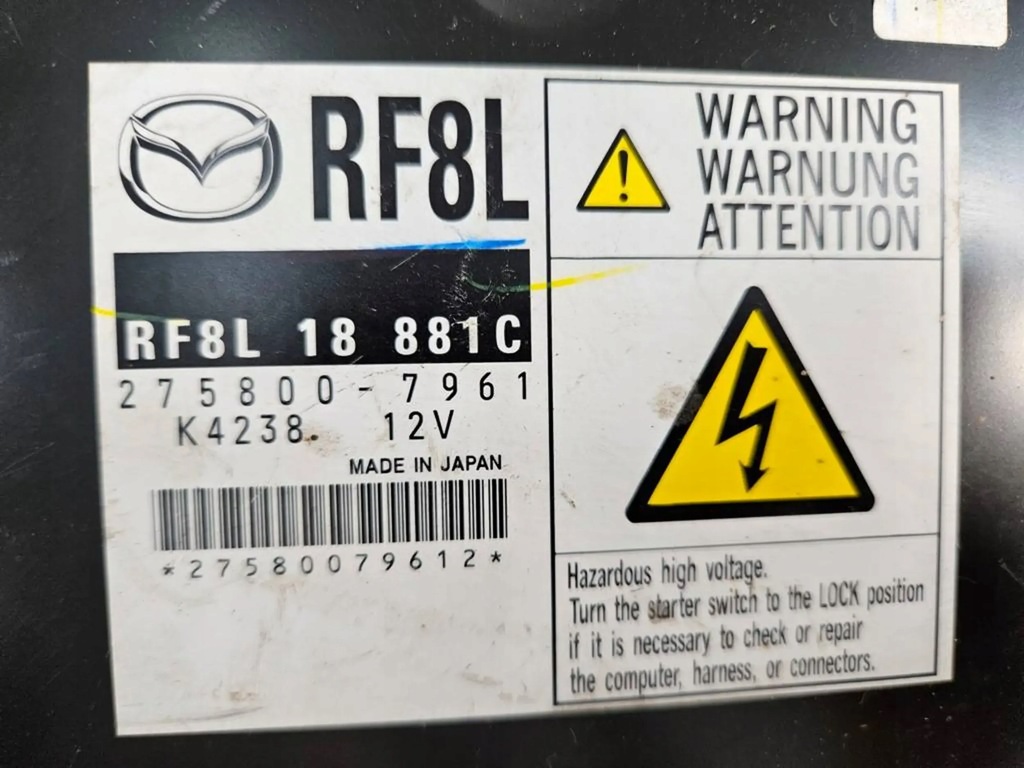 RF8L
RF8L 18 881C
275800-7961
K4238. 12V
MADE IN JAPAN
*27580079612*
WARNING
WARNUNG
ATTENTION
Hazardous high voltage.
Turn the starter switch to the LOCK position
if it is necessary to check or repair
the computer, harness, or connectors.